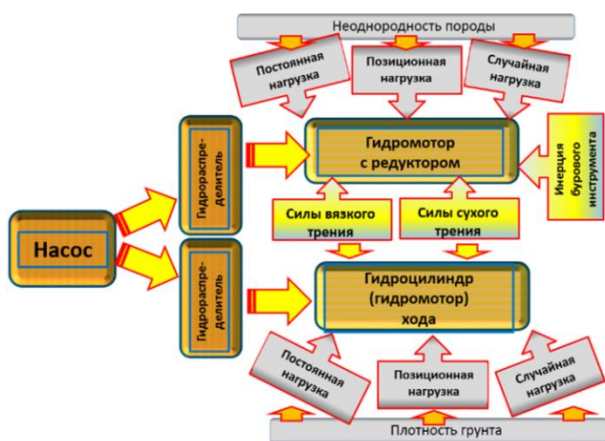 Неоднородность породы
Постоянная
нагрузка
Позиционная
нагрузка
Случайная
нагрузка
Гидрораспре-
делитель
Гидромотор
с редуктором
Инерция
бурового
инструмента
Силы вязкого
трения
Силы сухого
трения
Насос
Гидрораспре-
делитель
Гидроцилиндр
(гидромотор)
хода
Постоянная
нагрузка
Позиционная
нагрузка
Случайная
нагрузка
Плотность грунта